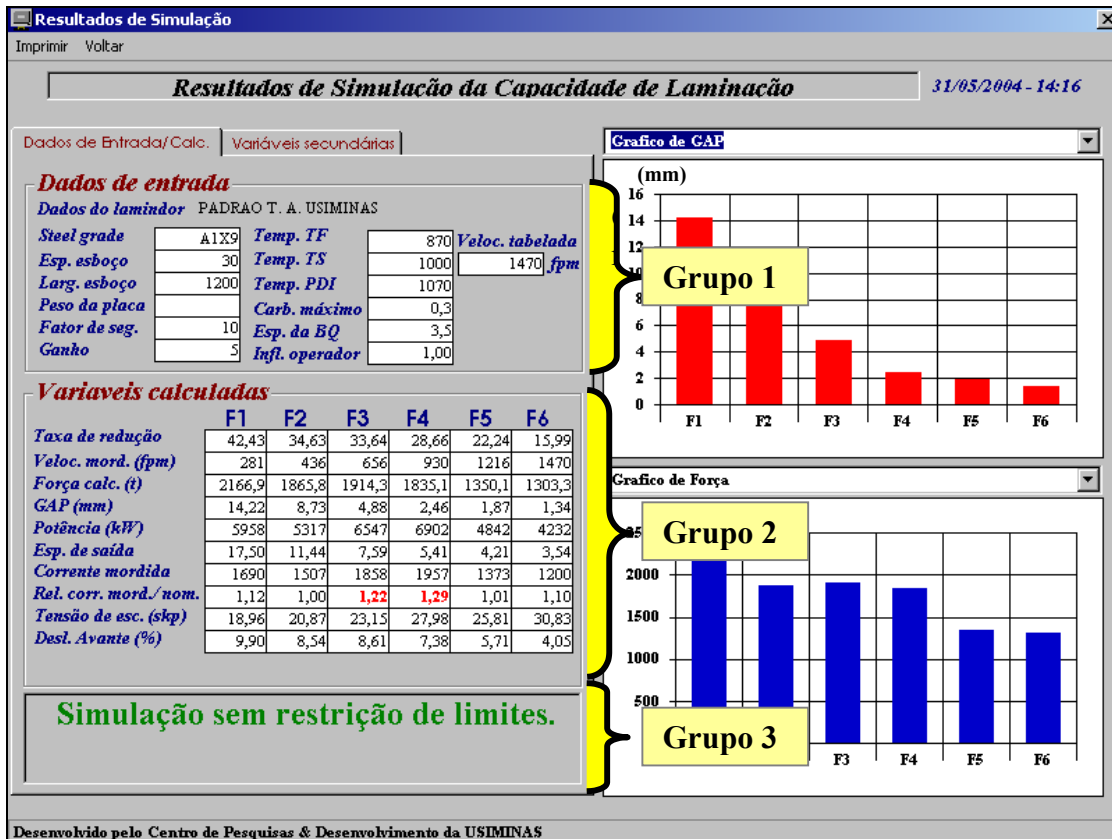 Resultados de Simulação
Imprimir Voltar
Resultados de Simulação da Capacidade de Laminação 31/05/2004 - 14:16
Dados de Entrada/Calc. Variáveis secundárias
Dados de entrada
Dados do lamindor PADRAO T. A. USIMINAS
Steel grade A1X9 Temp. TF 870 Veloc. tabelada
Esp. esboço 30 Temp. TS 1000 1470 fpm
Larg. esboço 1200 Temp. PDI 1070
Peso da placa Carb. máximo 0,3
Fator de seg. 10 Esp. da BQ 3,5
Ganho 5 Infl. operador 1,00
Variaveis calculadas
F1 F2 F3 F4 F5 F6
Taxa de redução 42,43 34,63 33,64 28,66 22,24 15,99
Veloc. mord. (fpm) 281 436 656 930 1216 1470
Força calc. (t) 2166,9 1865,8 1914,3 1835,1 1350,1 1303,3
GAP (mm) 14,22 8,73 4,88 2,46 1,87 1,34
Potência (kW) 5958 5317 6547 6902 4842 4232
Esp. de saída 17,50 11,44 7,59 5,41 4,21 3,54
Corrente mordida 1690 1507 1858 1957 1373 1200
Rel. corr. mord./nom. 1,12 1,00 1,22 1,29 1,01 1,10
Tensão de esc. (skp) 18,96 20,87 23,15 27,98 25,81 30,83
Desl. Avante (%) 9,90 8,54 8,61 7,38 5,71 4,05
Simulação sem restrição de limites.
Grupo 1
Grupo 2
Grupo 3
Grafico de GAP
(mm)
16
14
12
10
8
6
4
2
0
F1 F2 F3 F4 F5 F6
Grafico de Força
2000
1500
1000
500
F3 F4 F5 F6
Desenvolvido pelo Centro de Pesquisas & Desenvolvimento da USIMINAS